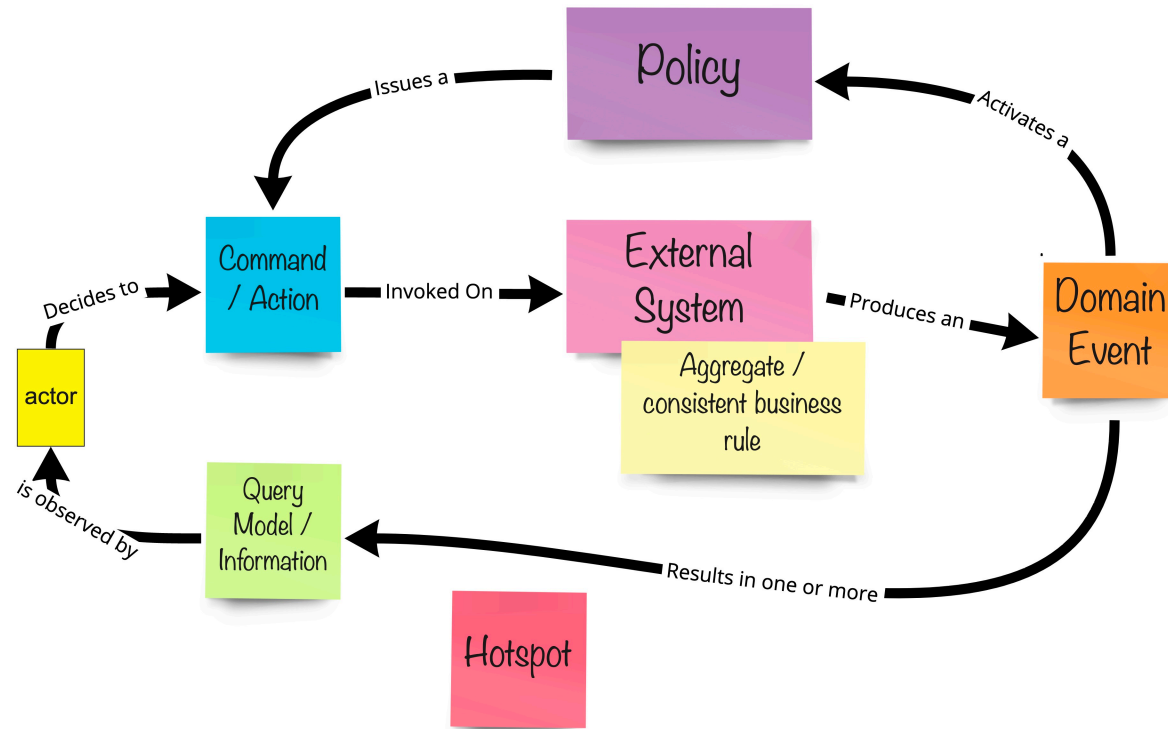 Policy
Issues a
Activates a
Command
/ Action
Invoked On
External
System
Produces an
Domain
Event
Decides to
actor
Aggregate /
consistent business
rule
is observed by
Query
Model /
Information
Results in one or more
Hotspot